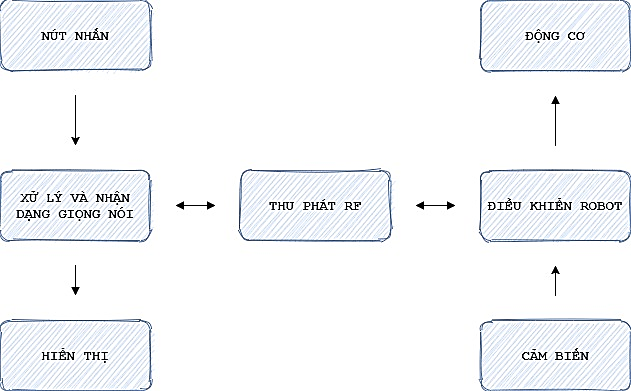 NÚT NHẤN
ĐỘNG CƠ
XỬ LÝ VÀ NHẬN
DẠNG GIỌNG NÓI
THU PHÁT RF
ĐIỀU KHIỂN ROBOT
HIỂN THỊ
CẢM BIẾN